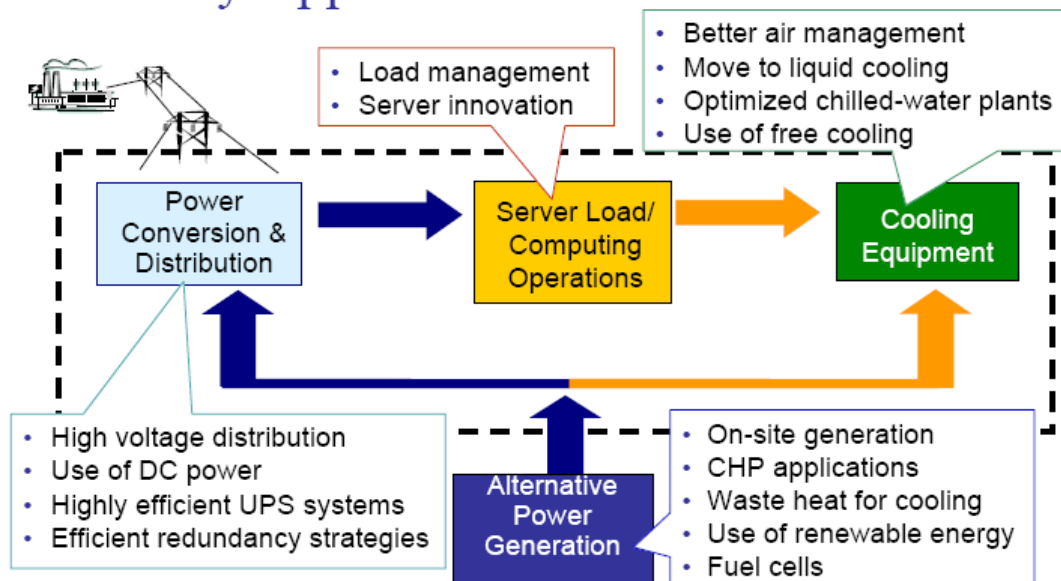 • Better air management
• Move to liquid cooling
• Optimized chilled-water plants
• Use of free cooling
• Load management
• Server innovation
Power
Conversion &
Distribution
Server Load/
Computing
Operations
Cooling
Equipment
• High voltage distribution
• Use of DC power
• Highly efficient UPS systems
• Efficient redundancy strategies
Alternative
Power
Generation
• On-site generation
• CHP applications
• Waste heat for cooling
• Use of renewable energy
• Fuel cells